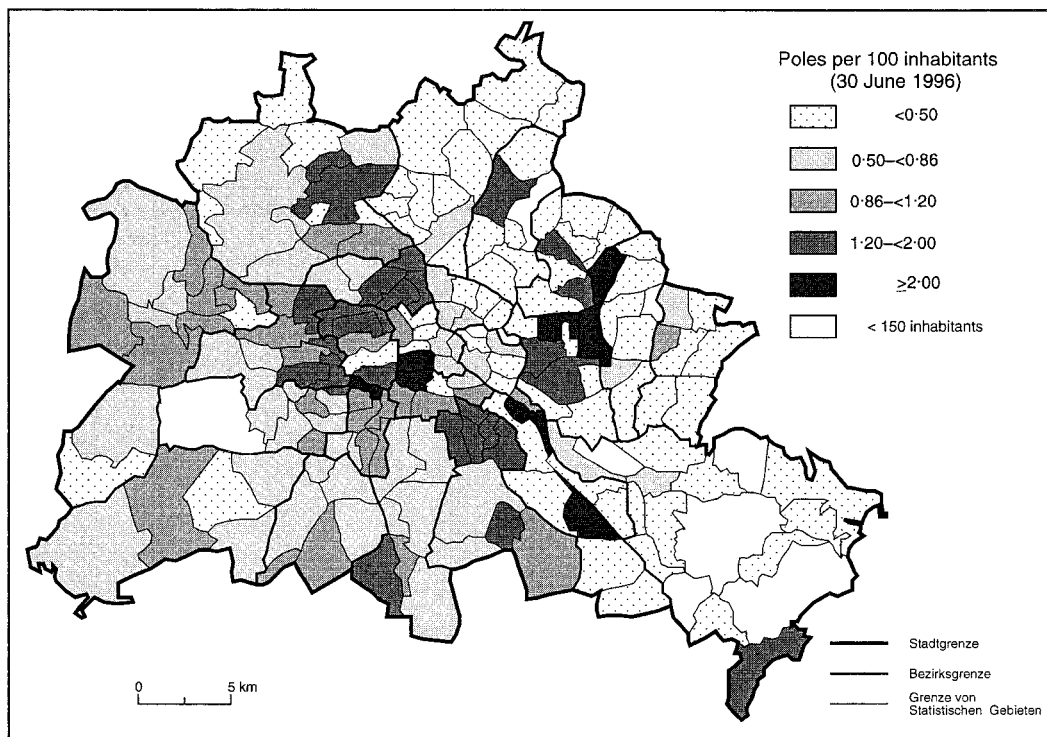 Poles per 100 inhabitants
(30 June 1996)
<0·50
0·50–<0·86
0·86–<1·20
1·20–<2·00
≥2·00
< 150 inhabitants
Stadtgrenze
Bezirksgrenze
Grenze von
Statistischen Gebieten
0 5 km